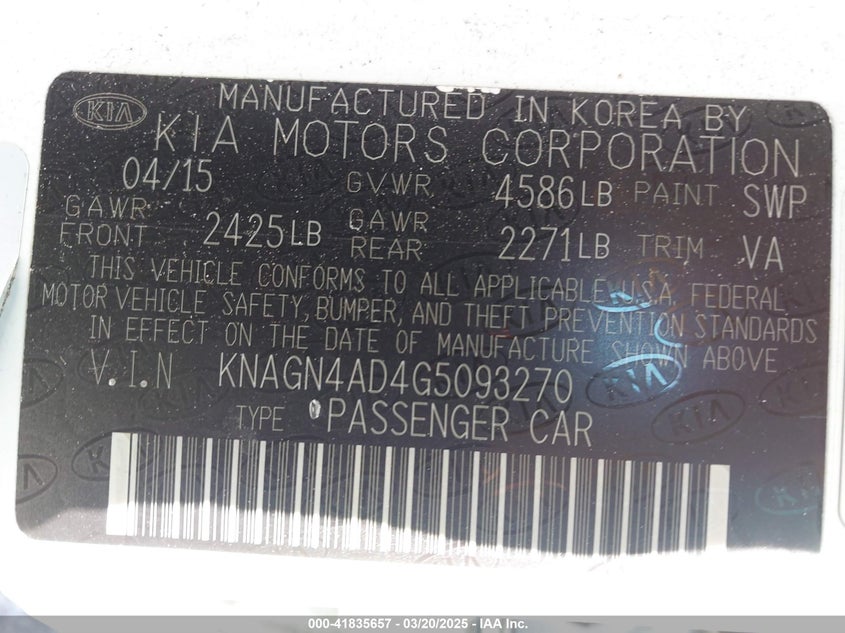 KIA
MANUFACTURED IN KOREA BY
KIA MOTORS CORPORATION
04/15 GVWR 4586LB PAINT SWP
GAWR FRONT 2425LB GAWR REAR 2271LB TRIM VA
THIS VEHICLE CONFORMS TO ALL APPLICABLE U.S.A. FEDERAL
MOTOR VEHICLE SAFETY, BUMPER, AND THEFT PREVENTION STANDARDS
IN EFFECT ON THE DATE OF MANUFACTURE SHOWN ABOVE
V.I.N KNAGN4AD4G5093270
TYPE PASSENGER CAR
000-41835657 - 03/20/2025 - IAA Inc.